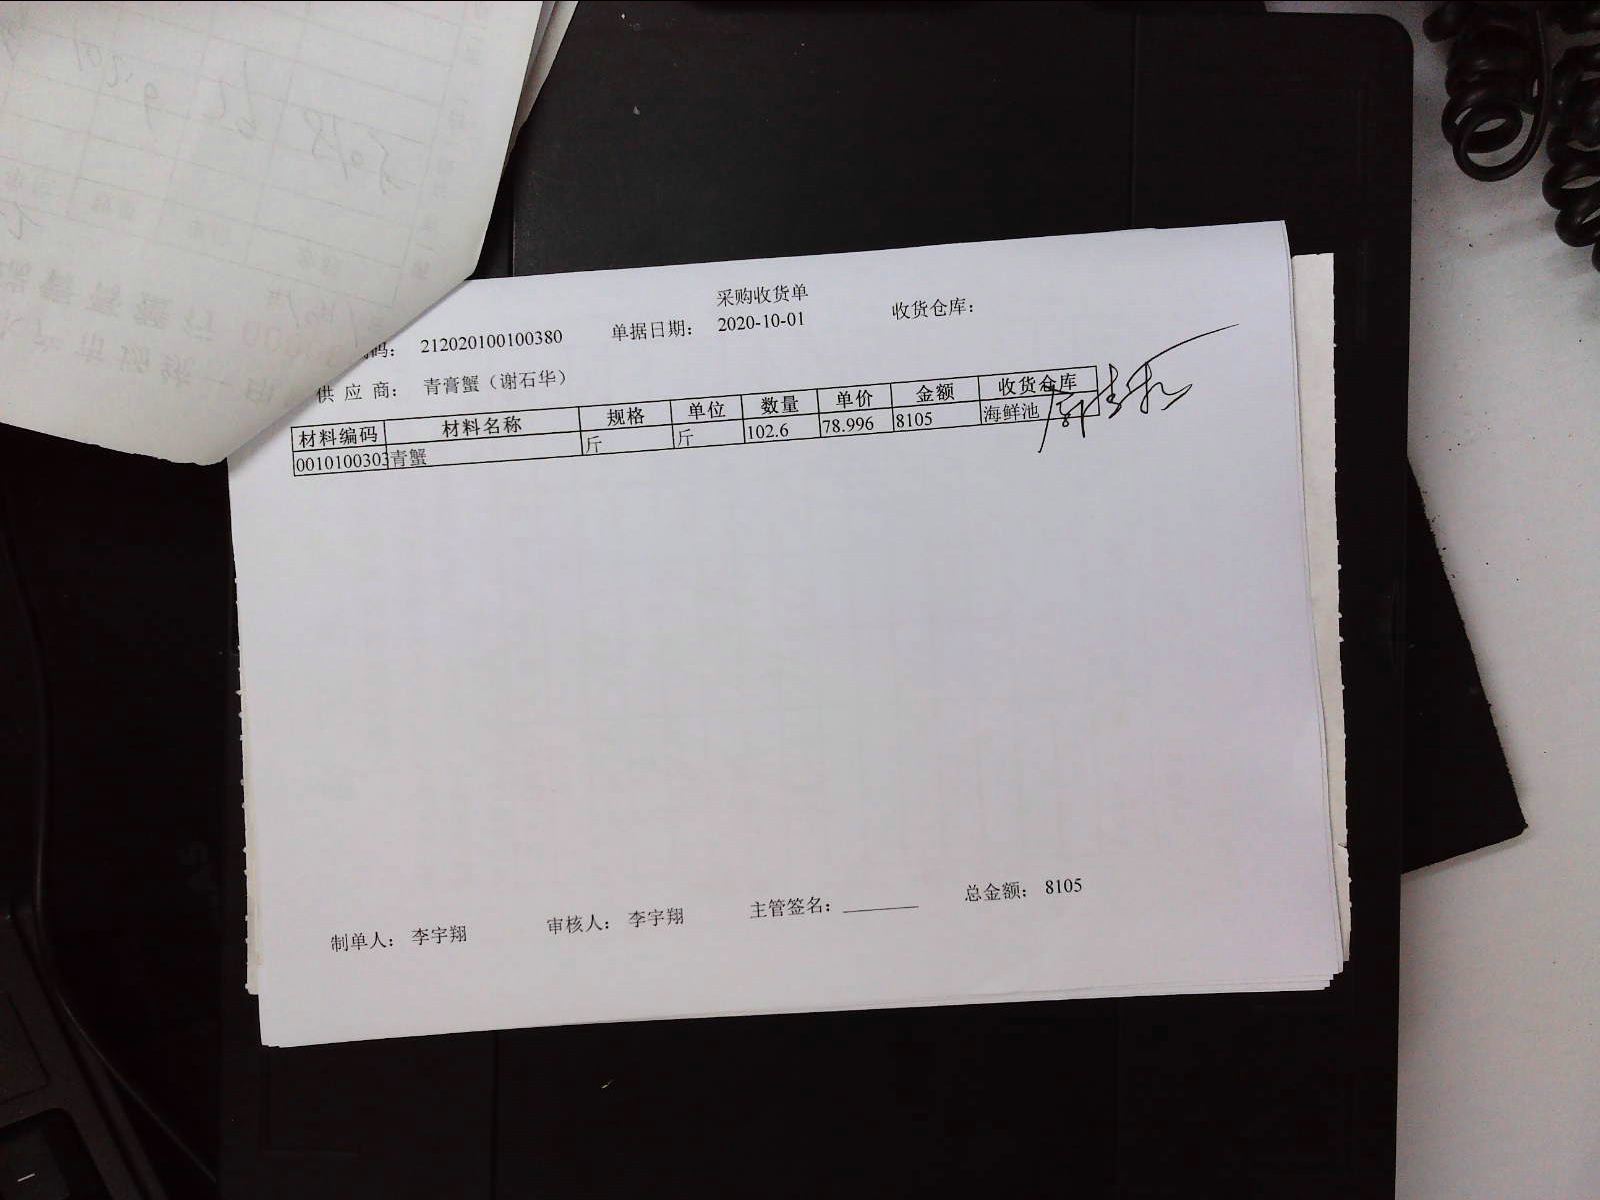 采购收货单
码： 212020100100380 单据日期： 2020-10-01 收货仓库：
供 应 商： 青膏蟹（谢石华）
材料编码 材料名称 规格 单位 数量 单价 金额 收货仓库
0010100303 青蟹 斤 斤 102.6 78.996 8105 海鲜池
制单人： 李宇翔 审核人： 李宇翔 主管签名： 总金额： 8105